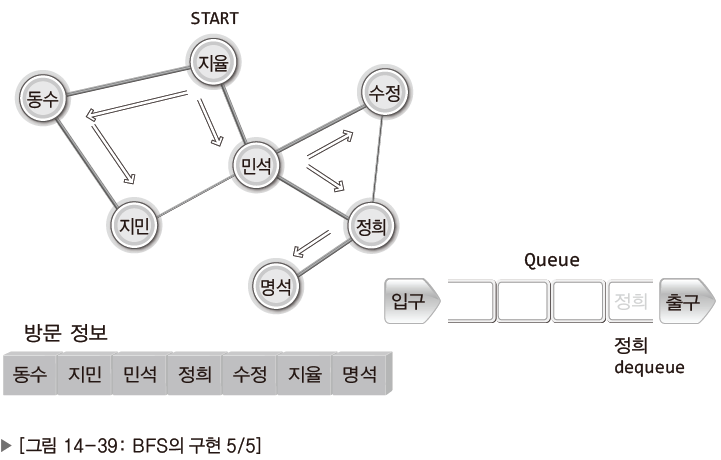 START
지율
동수
수정
민석
지민
정희
명석
Queue
입구
정희
출구
정희
dequeue
방문 정보
동수 지민 민석 정희 수정 지율 명석
▶ [그림 14-39: BFS의 구현 5/5]